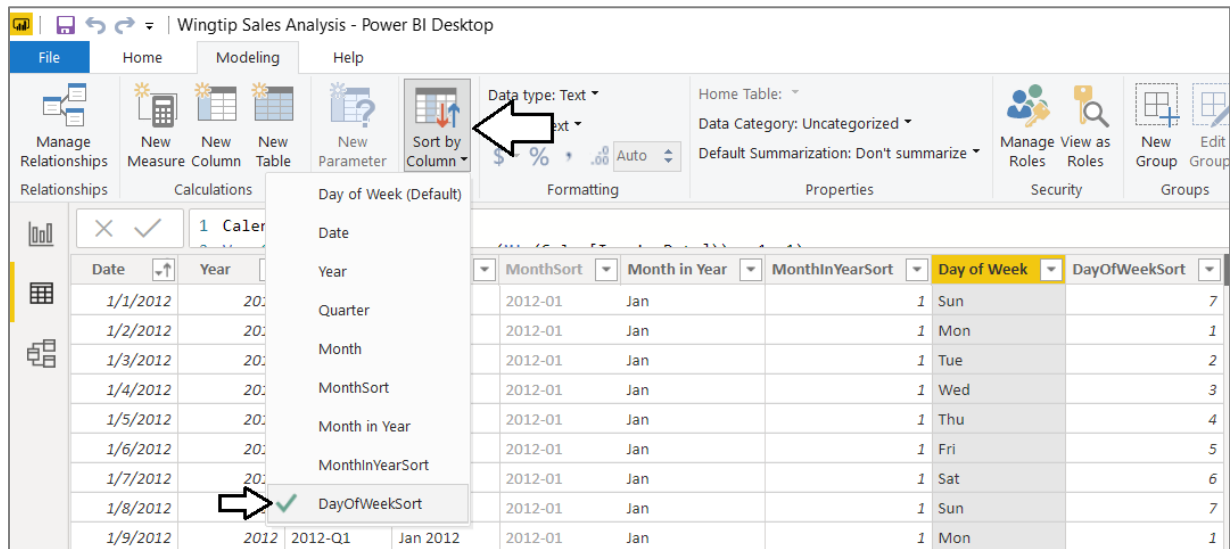 Wingtip Sales Analysis - Power BI Desktop
File Home Modeling Help
Manage Relationships
New Measure
New Column
New Table
New Parameter
Sort by Column
Data type: Text
$ % , .00 Auto
Home Table:
Data Category: Uncategorized
Default Summarization: Don't summarize
Manage Roles
View as Roles
New Group
Edit
Relationships Calculations Formatting Properties Security Groups
Day of Week (Default)
Date
Year
Quarter
Month
MonthSort
Month in Year
MonthInYearSort
DayOfWeekSort
1
Date Year MonthSort Month in Year MonthInYearSort Day of Week DayOfWeekSort
1/1/2012 2012-01 Jan 1 Sun 7
1/2/2012 2012-01 Jan 1 Mon 1
1/3/2012 2012-01 Jan 1 Tue 2
1/4/2012 2012-01 Jan 1 Wed 3
1/5/2012 2012-01 Jan 1 Thu 4
1/6/2012 2012-01 Jan 1 Fri 5
1/7/2012 2012-01 Jan 1 Sat 6
1/8/2012 2012-01 Jan 1 Sun 7
1/9/2012 2012 2012-Q1 Jan 2012 2012-01 Jan 1 Mon 1